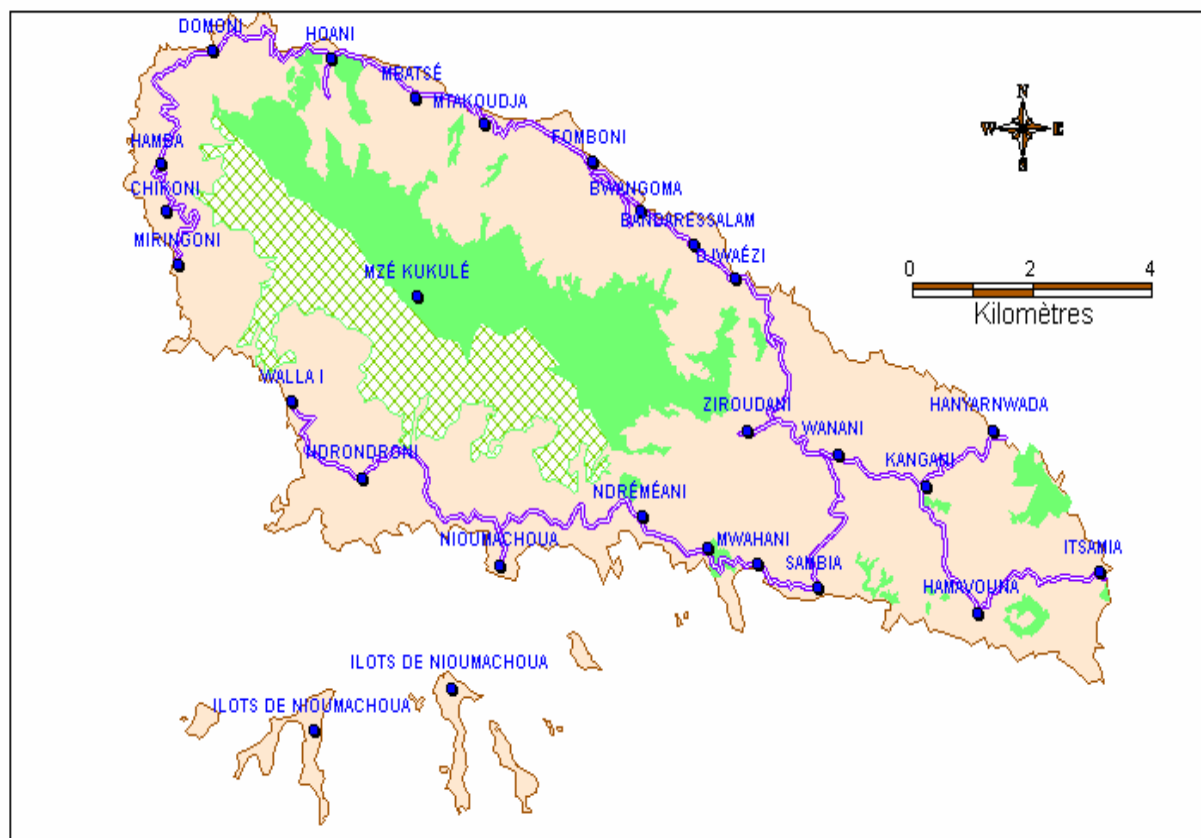 DOMONI
HOANI
MBATSÉ
MTAKOUDJA
N
W E
S
HAMBA
FOMBONI
CHIKONI
BWANGOMA
BANDARESSALAM
MIRINGONI
DJWAÉZI
MZÉ KUKULÉ
0 2 4
Kilomètres
WALLA I
ZIROUDANI
HANYARNWADA
WANANI
NDRONDRONI
KANGANI
NDRÉMÉANI
NIOUMACHOUA
MWAHANI
SAMBIA
ITSAMIA
HAMAVOUNA
ILOTS DE NIOUMACHOUA
ILOTS DE NIOUMACHOUA